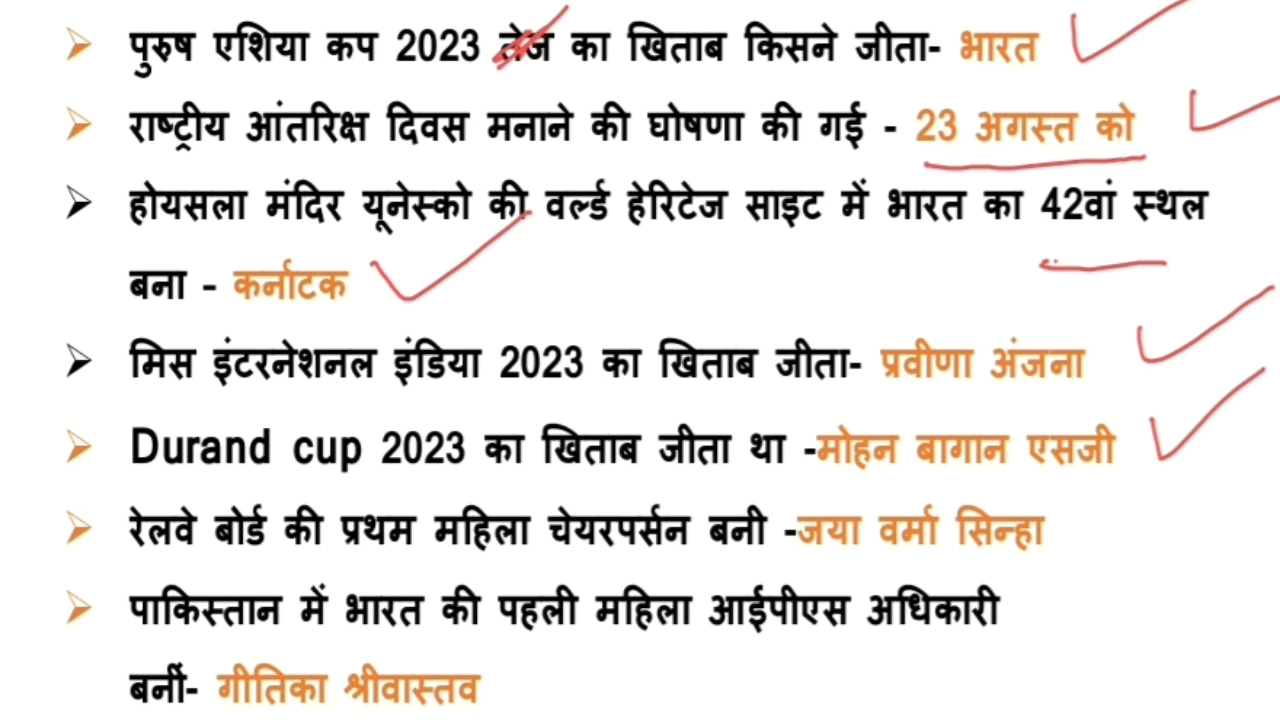 पुरुष एशिया कप 2023 तेज का खिताब किसने जीता- भारत
राष्ट्रीय आंतरिक्ष दिवस मनाने की घोषणा की गई - 23 अगस्त को
होयसला मंदिर यूनेस्को की वर्ल्ड हेरिटेज साइट में भारत का 42वां स्थल
बना - कर्नाटक
मिस इंटरनेशनल इंडिया 2023 का खिताब जीता- प्रवीणा अंजना
Durand cup 2023 का खिताब जीता था -मोहन बागान एसजी
रेलवे बोर्ड की प्रथम महिला चेयरपर्सन बनी -जया वर्मा सिन्हा
पाकिस्तान में भारत की पहली महिला आईपीएस अधिकारी
बनीं- गीतिका श्रीवास्तव